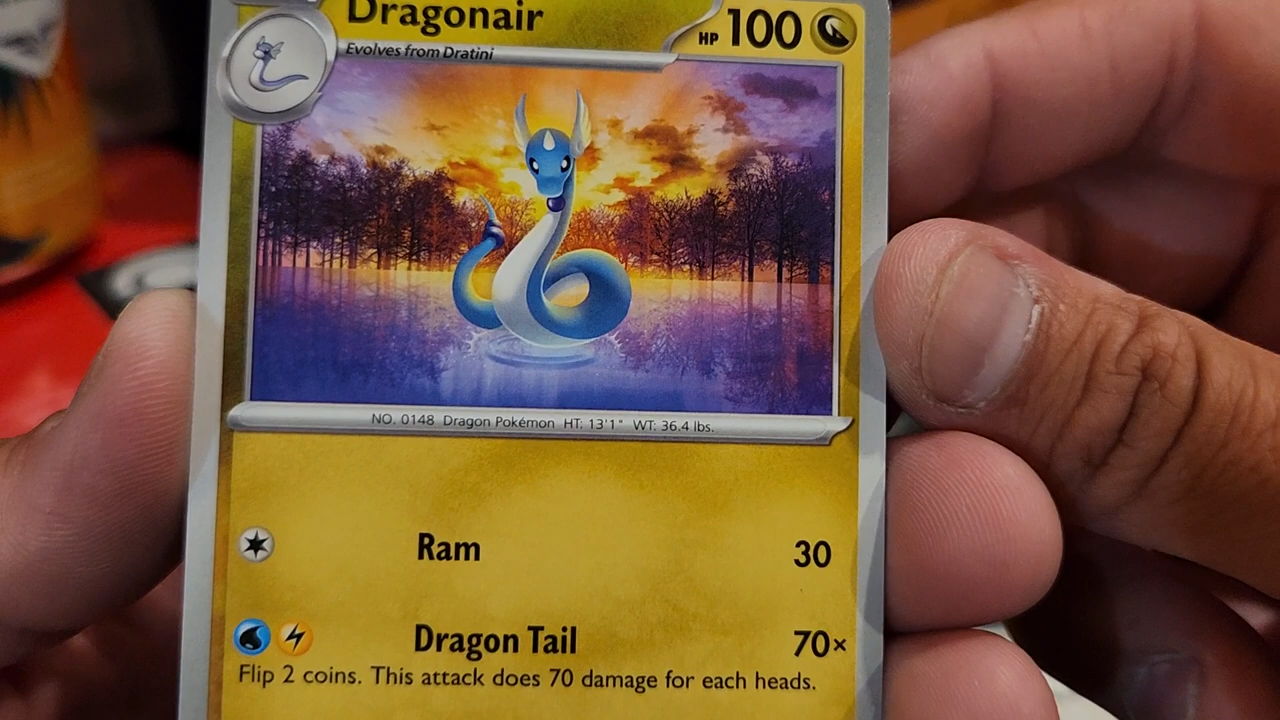 Dragonair
HP 100
Evolves from Dratini
NO. 0148 Dragon Pokémon HT: 13'1" WT: 36.4 lbs.
Ram 30
Dragon Tail 70×
Flip 2 coins. This attack does 70 damage for each heads.